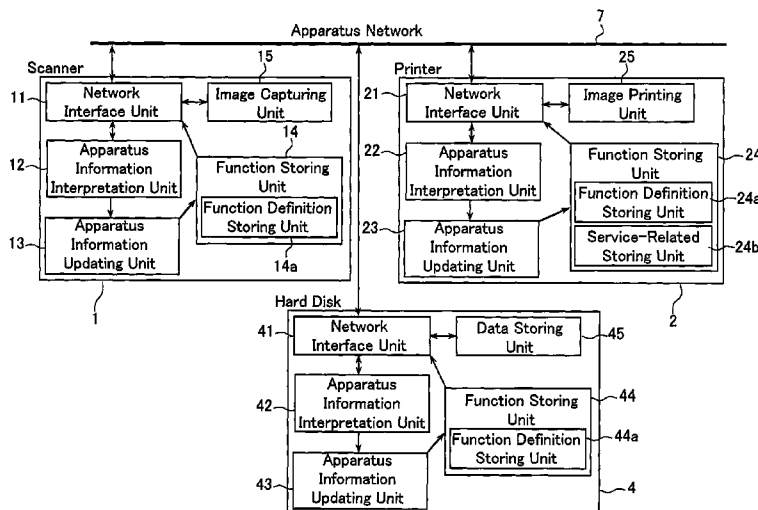 Apparatus Network
7
Scanner
15
11
Network
Interface Unit
Image Capturing
Unit
12
Apparatus
Information
Interpretation Unit
14
Function Storing
Unit
Function Definition
Storing Unit
14a
13
Apparatus
Information
Updating Unit
1
Printer
25
21
Network
Interface Unit
Image Printing
Unit
22
Apparatus
Information
Interpretation Unit
Function Storing
Unit
24
Function Definition
Storing Unit
24a
23
Apparatus
Information
Updating Unit
Service-Related
Storing Unit
24b
2
Hard Disk
41
Network
Interface Unit
Data Storing
Unit
45
42
Apparatus
Information
Interpretation Unit
Function Storing
Unit
44
Function Definition
Storing Unit
44a
43
Apparatus
Information
Updating Unit
4